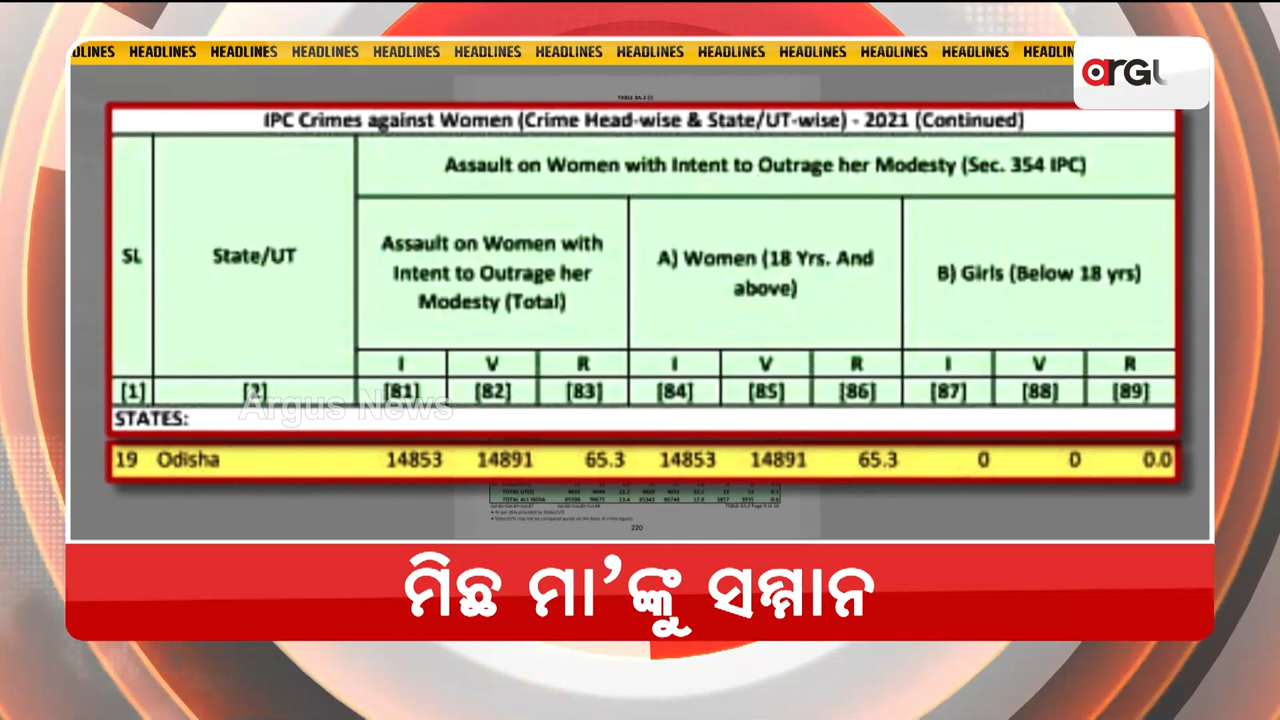 DLINES HEADLINES HEADLINES HEADLINES HEADLINES HEADLINES HEADLINES HEADLINES HEADLINES HEADLINES HEADLINES HEADLINES HEADLIN
arGU
IPC Crimes against Women (Crime Head-wise & State/UT-wise) - 2021 (Continued)
Assault on Women with Intent to Outrage her Modesty (Sec. 354 IPC)
SL
State/UT
Assault on Women with
Intent to Outrage her
Modesty (Total)
A) Women (18 Yrs. And
above)
B) Girls (Below 18 yrs)
I V R I V R I V R
[1] [2] [81] [82] [83] [84] [85] [86] [87] [88] [89]
Argus News
STATES:
19 Odisha 14853 14891 65.3 14853 14891 65.3 0 0 0.0
220
ମିଛ ମା’ଙ୍କୁ ସମ୍ମାନ